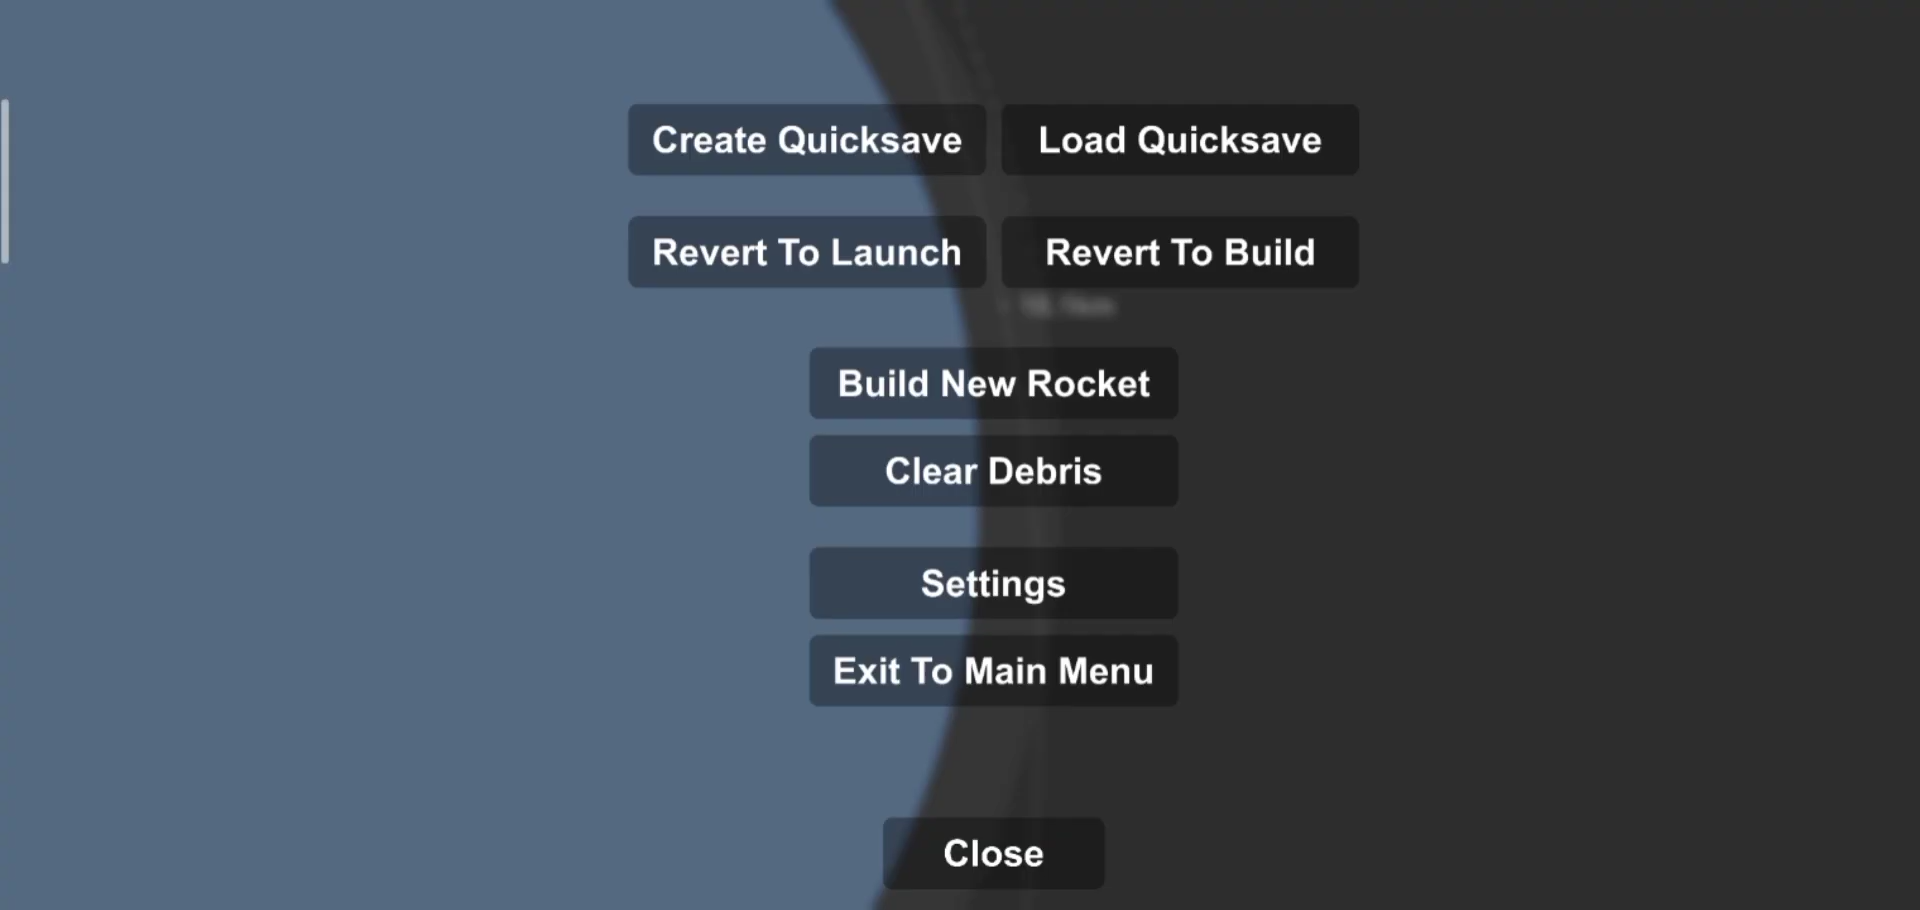 Create Quicksave
Load Quicksave
Revert To Launch
Revert To Build
Build New Rocket
Clear Debris
Settings
Exit To Main Menu
Close